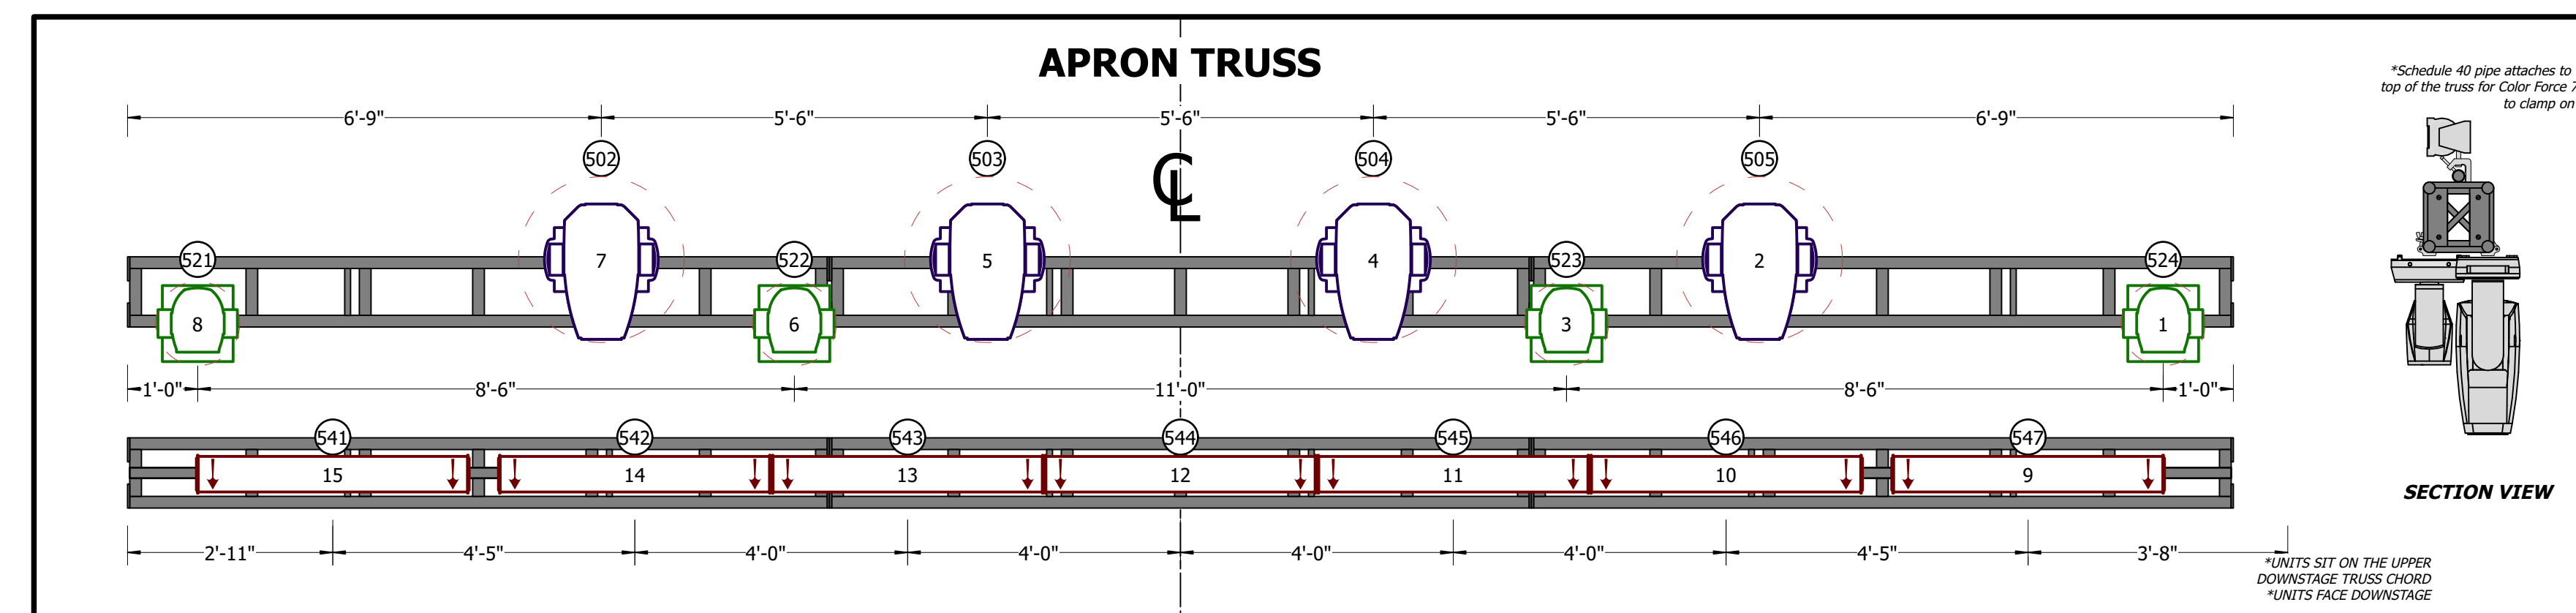 APRON TRUSS
*Schedule 40 pipe attaches to
top of the truss for Color Force 7
to clamp on
6'-9" 5'-6" 5'-6" 5'-6" 6'-9"
502 503 504 505
CL
521 522 523 524
7 5 4 2
8 6 3 1
1'-0" 8'-6" 11'-0" 8'-6" 1'-0"
541 542 543 544 545 546 547
15 14 13 12 11 10 9
SECTION VIEW
2'-11" 4'-5" 4'-0" 4'-0" 4'-0" 4'-0" 4'-5" 3'-8"
*UNITS SIT ON THE UPPER
DOWNSTAGE TRUSS CHORD
*UNITS FACE DOWNSTAGE